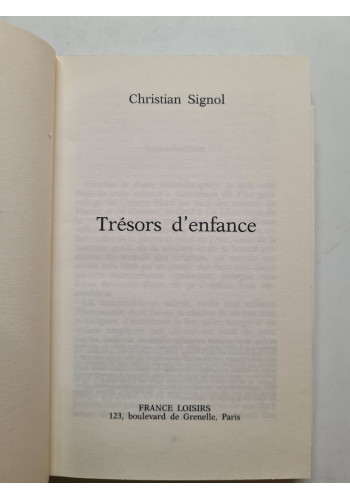 Christian Signol
Trésors d'enfance
FRANCE LOISIRS
123, boulevard de Grenelle, Paris